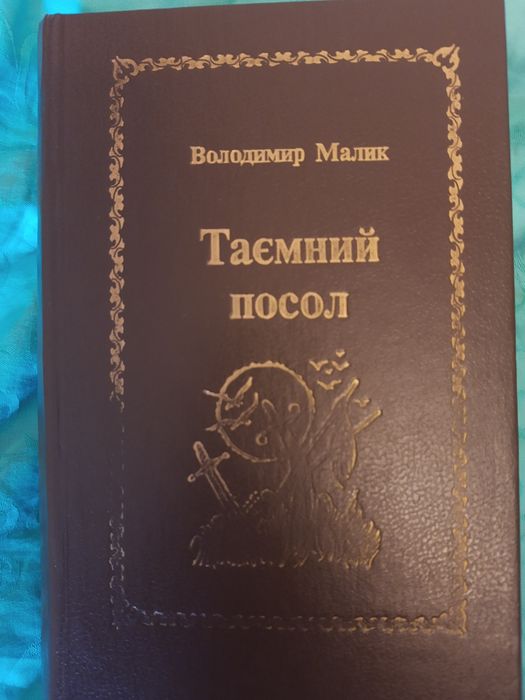 Володимир Малик
Таємний
посол